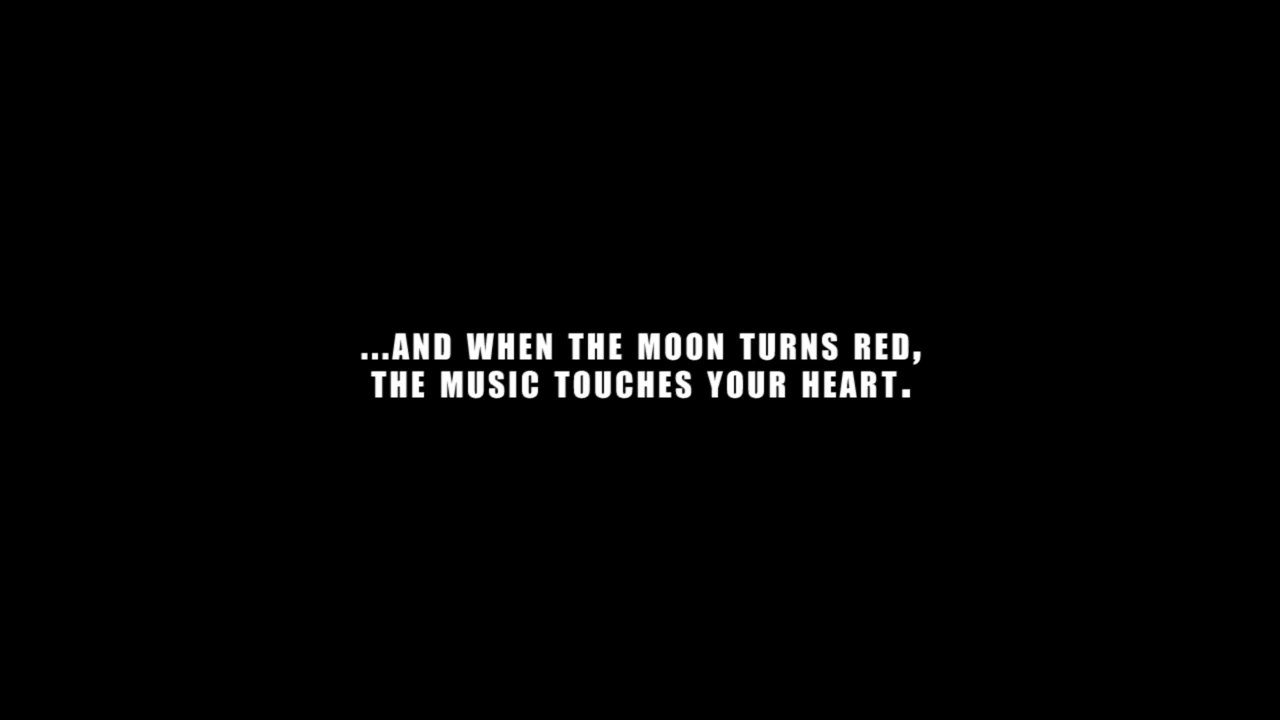 ...AND WHEN THE MOON TURNS RED,
THE MUSIC TOUCHES YOUR HEART.